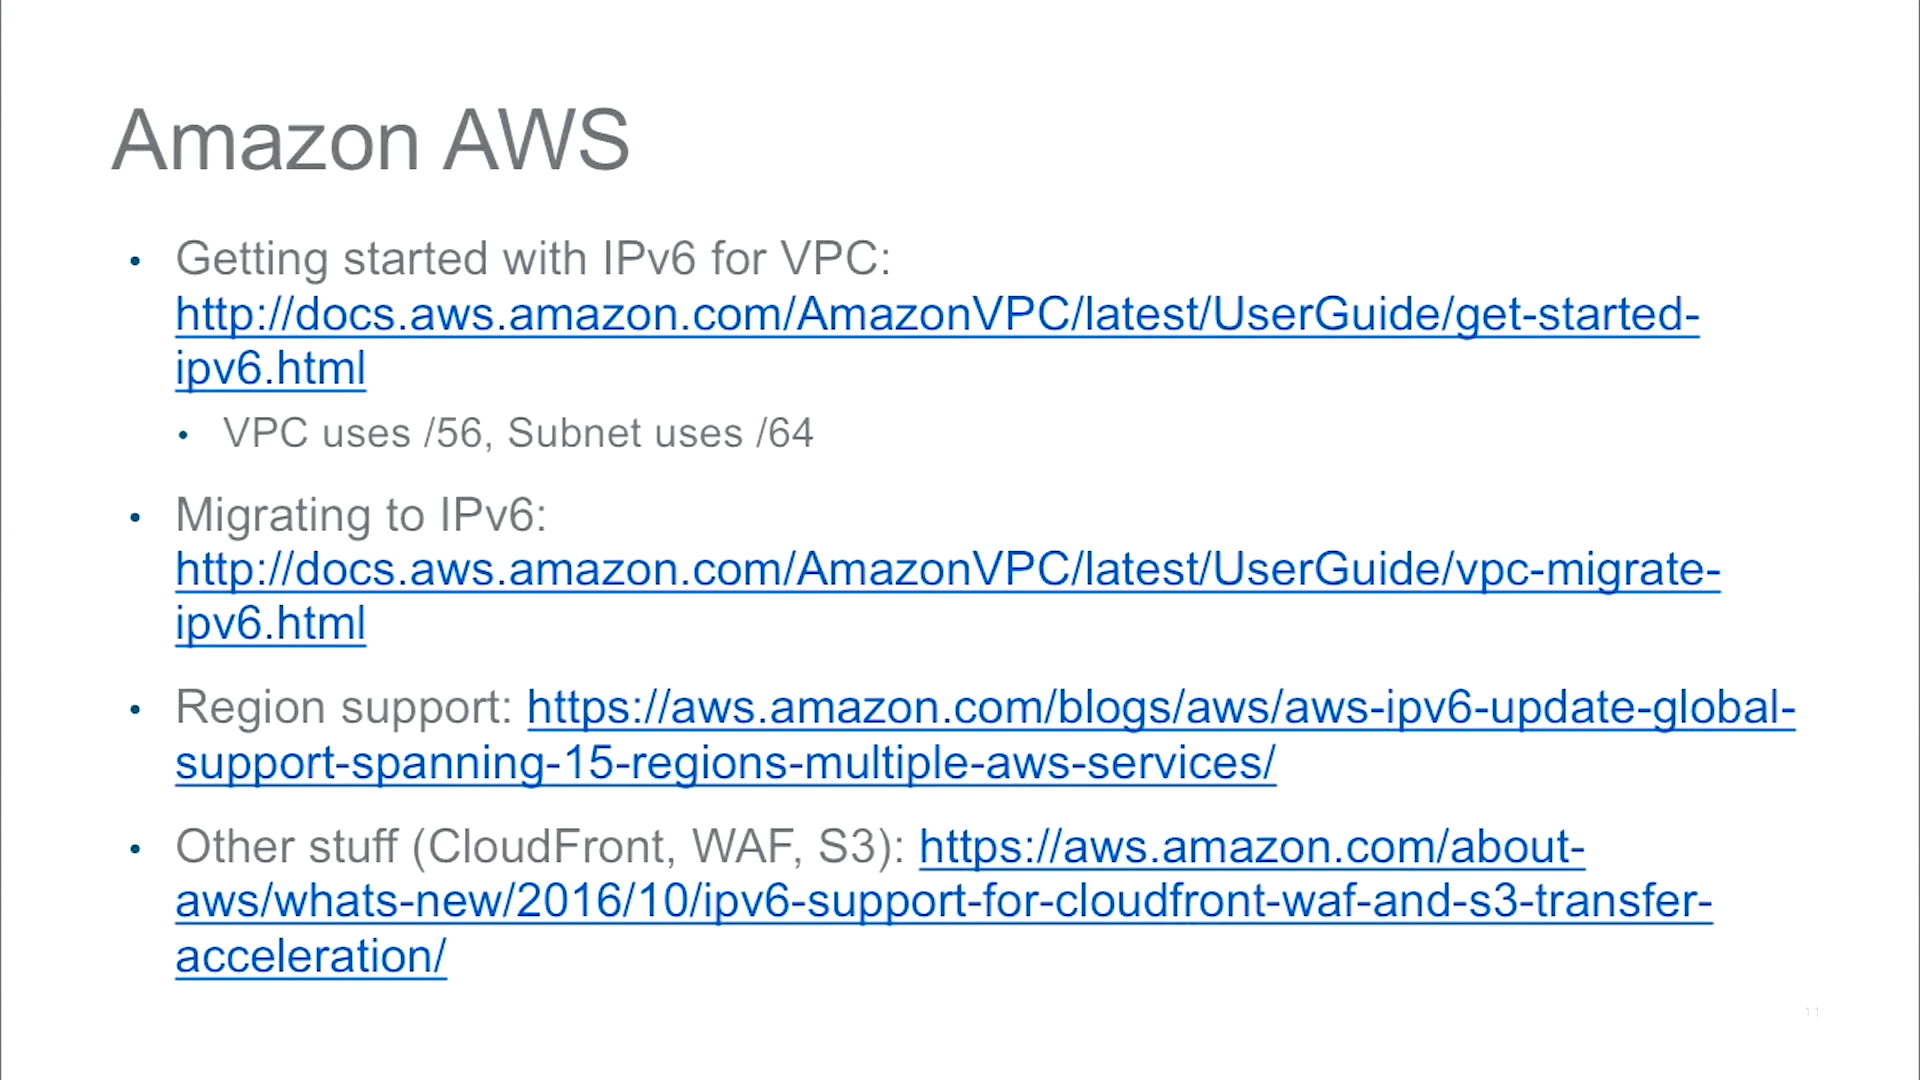 Amazon AWS
• Getting started with IPv6 for VPC:
http://docs.aws.amazon.com/AmazonVPC/latest/UserGuide/get-started-
ipv6.html
• VPC uses /56, Subnet uses /64
• Migrating to IPv6:
http://docs.aws.amazon.com/AmazonVPC/latest/UserGuide/vpc-migrate-
ipv6.html
• Region support: https://aws.amazon.com/blogs/aws/aws-ipv6-update-global-
support-spanning-15-regions-multiple-aws-services/
• Other stuff (CloudFront, WAF, S3): https://aws.amazon.com/about-
aws/whats-new/2016/10/ipv6-support-for-cloudfront-waf-and-s3-transfer-
acceleration/
11